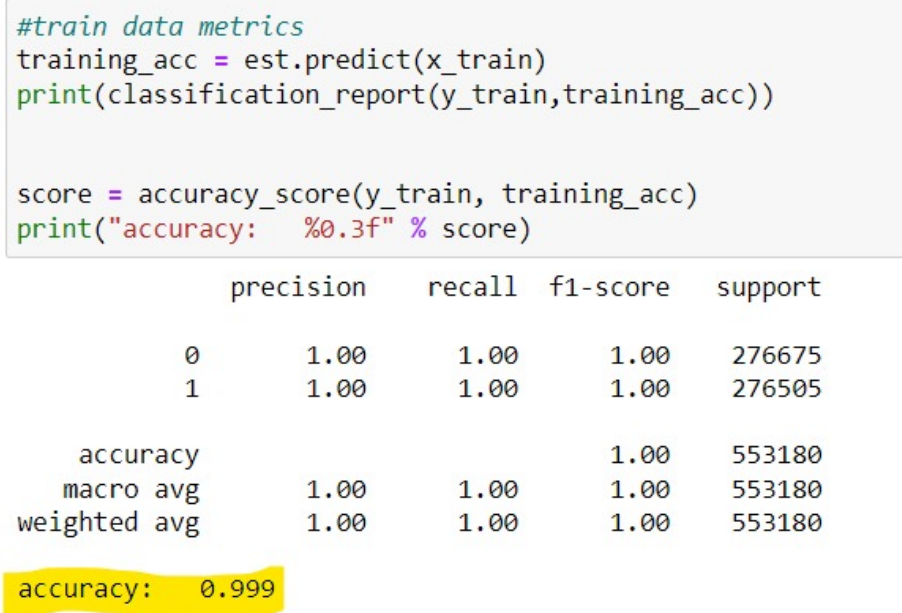 #train data metrics
training_acc = est.predict(x_train)
print(classification_report(y_train,training_acc))
score = accuracy_score(y_train, training_acc)
print("accuracy:   %0.3f" % score)
precision    recall  f1-score   support
0       1.00      1.00      1.00    276675
1       1.00      1.00      1.00    276505
accuracy                           1.00    553180
macro avg       1.00      1.00      1.00    553180
weighted avg       1.00      1.00      1.00    553180
accuracy:   0.999